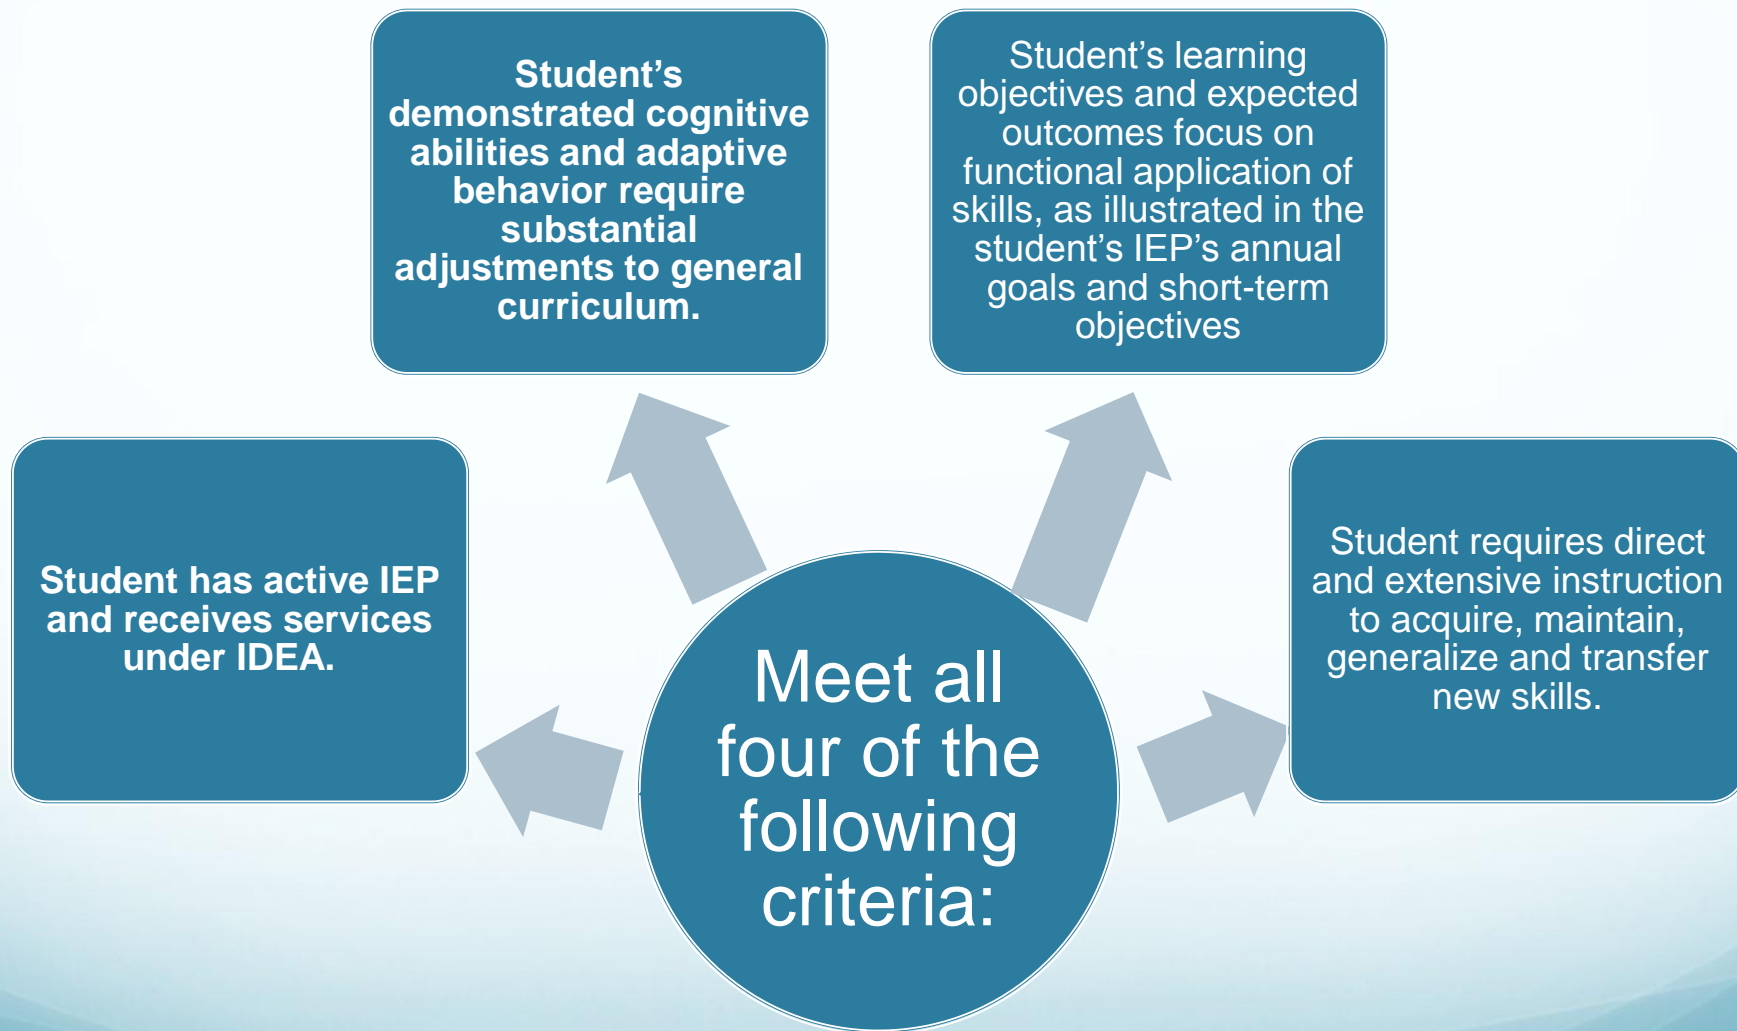 Student’s
demonstrated cognitive
abilities and adaptive
behavior require
substantial
adjustments to general
curriculum.
Student’s learning
objectives and expected
outcomes focus on
functional application of
skills, as illustrated in the
student’s IEP’s annual
goals and short-term
objectives
Student has active IEP
and receives services
under IDEA.
Student requires direct
and extensive instruction
to acquire, maintain,
generalize and transfer
new skills.
Meet all
four of the
following
criteria: